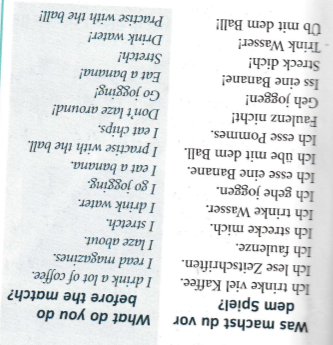 Was machst du vor
dem Spiel?
Ich trinke viel Kaffee.
Ich lese Zeitschriften.
Ich faulenze.
Ich strecke mich.
Ich trinke Wasser.
Ich gehe joggen.
Ich esse eine Banane.
Ich übe mit dem Ball.
Ich esse Pommes.
Faulenz nicht!
Geh joggen!
Iss eine Banane!
Streck dich!
Trink Wasser!
Üb mit dem Ball!
What do you do
before the match?
I drink a lot of coffee.
I read magazines.
I laze about.
I stretch.
I drink water.
I go jogging.
I eat a banana.
I practise with the ball.
I eat chips.
Don't laze around!
Go jogging!
Eat a banana!
Stretch!
Drink water!
Practise with the ball!